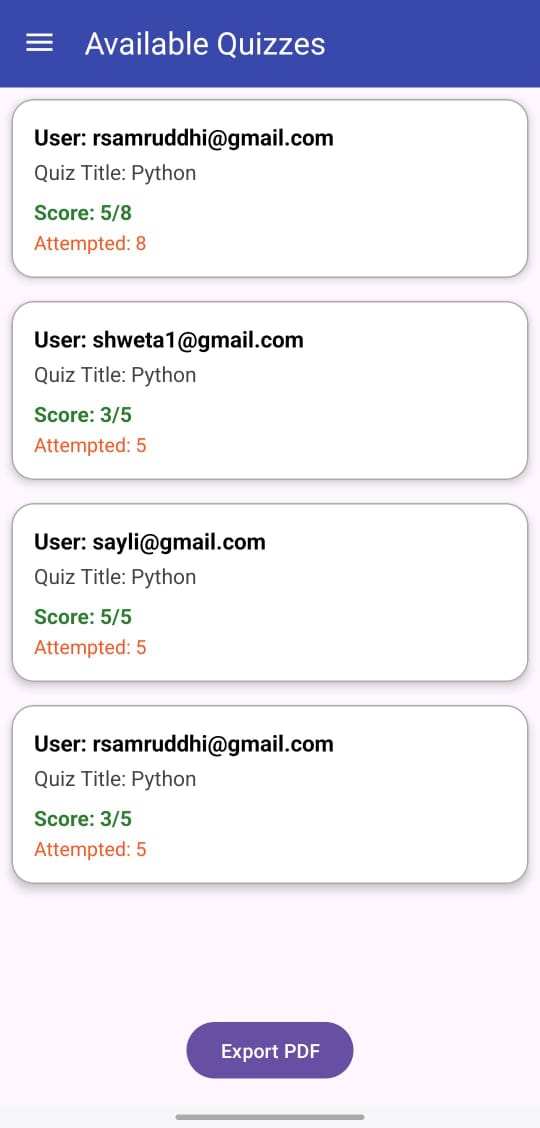 Available Quizzes
User: rsamruddhi@gmail.com
Quiz Title: Python
Score: 5/8
Attempted: 8
User: shweta1@gmail.com
Quiz Title: Python
Score: 3/5
Attempted: 5
User: sayli@gmail.com
Quiz Title: Python
Score: 5/5
Attempted: 5
User: rsamruddhi@gmail.com
Quiz Title: Python
Score: 3/5
Attempted: 5
Export PDF